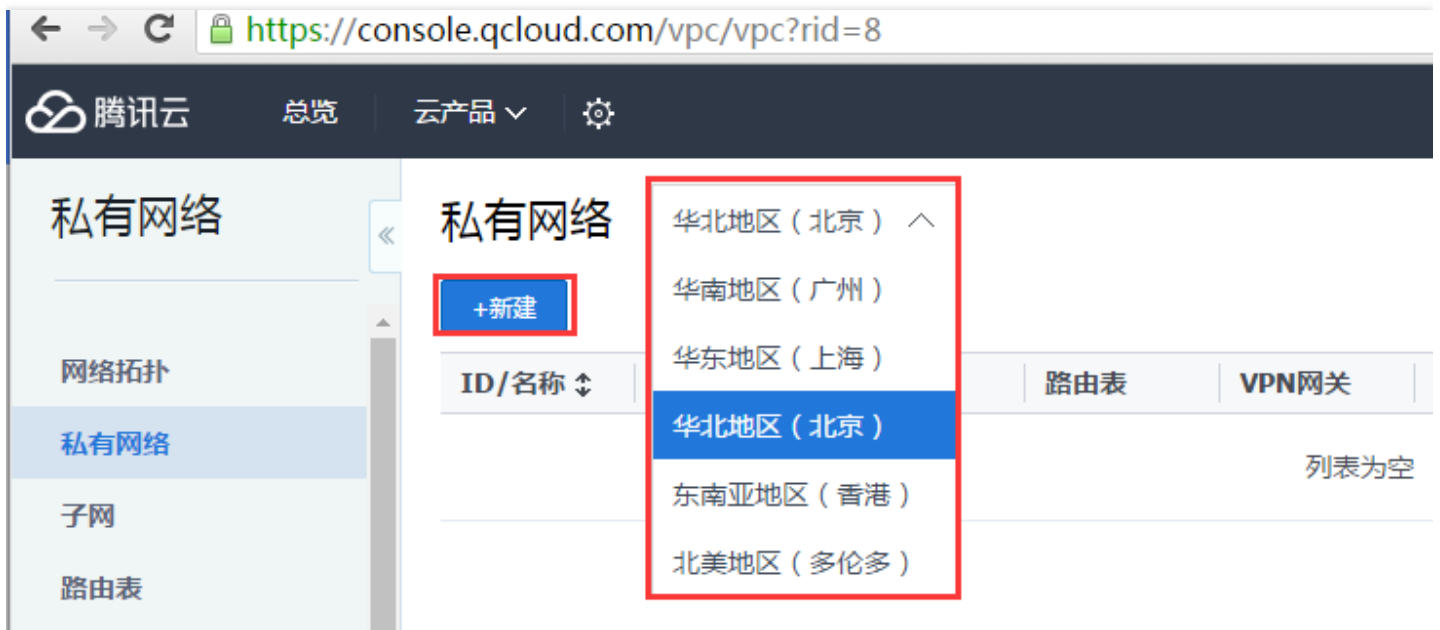 https://console.qcloud.com/vpc/vpc?rid=8
腾讯云 总览 云产品
私有网络
网络拓扑
私有网络
子网
路由表
私有网络 华北地区（北京）
+新建
华南地区（广州）
华东地区（上海）
华北地区（北京）
东南亚地区（香港）
北美地区（多伦多）
ID/名称 路由表 VPN网关
列表为空